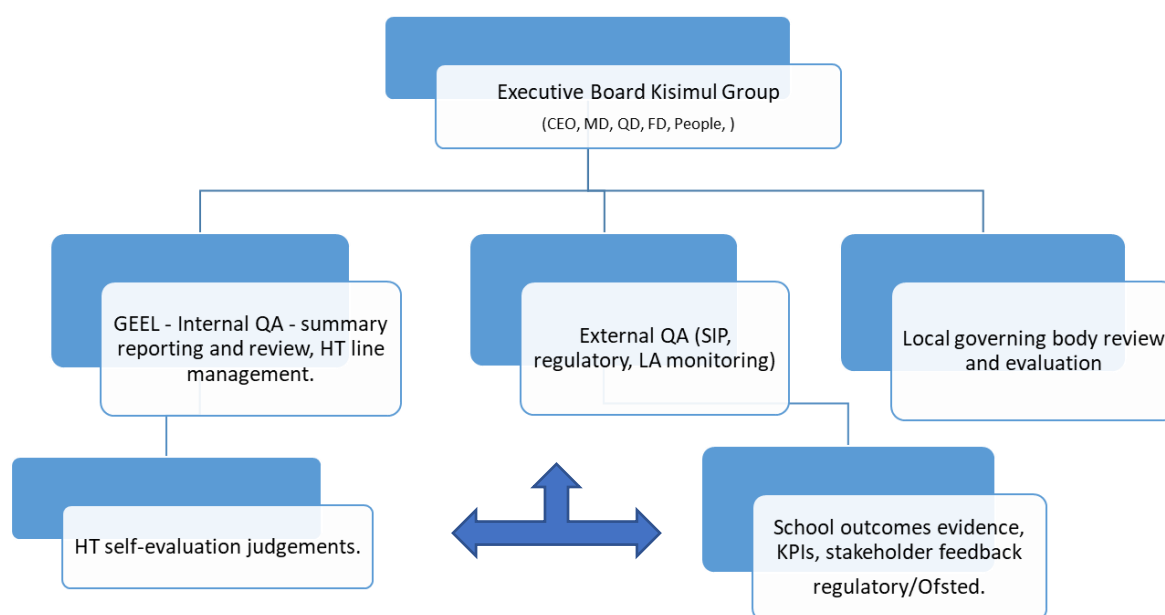 Executive Board Kisimul Group
(CEO, MD, QD, FD, People, )
GEEL - Internal QA - summary
reporting and review, HT line
management.
External QA (SIP,
regulatory, LA monitoring)
Local governing body review
and evaluation
HT self-evaluation judgements.
School outcomes evidence,
KPIs, stakeholder feedback
regulatory/Ofsted.